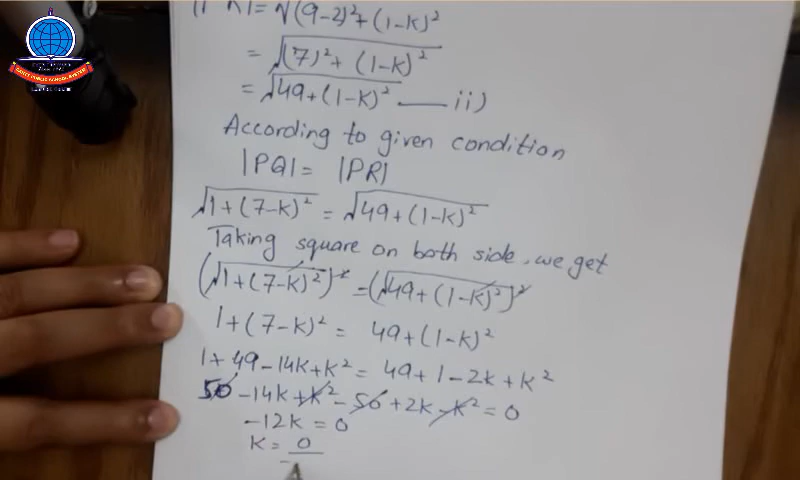 |PR| = √(9-2)²+(1-K)²
= √(7)²+(1-K)²
= √49+(1-K)² — ii)
According to given condition
|PQ| = |PR|
√1+(7-K)² = √49+(1-K)²
Taking square on both side, we get
(√1+(7-K)²)² = (√49+(1-K)²)²
1+(7-K)² = 49+(1-K)²
1+49-14K+K² = 49+1-2K+K²
50-14K+K²-50+2K-K²=0
-12K = 0
K = 0/-